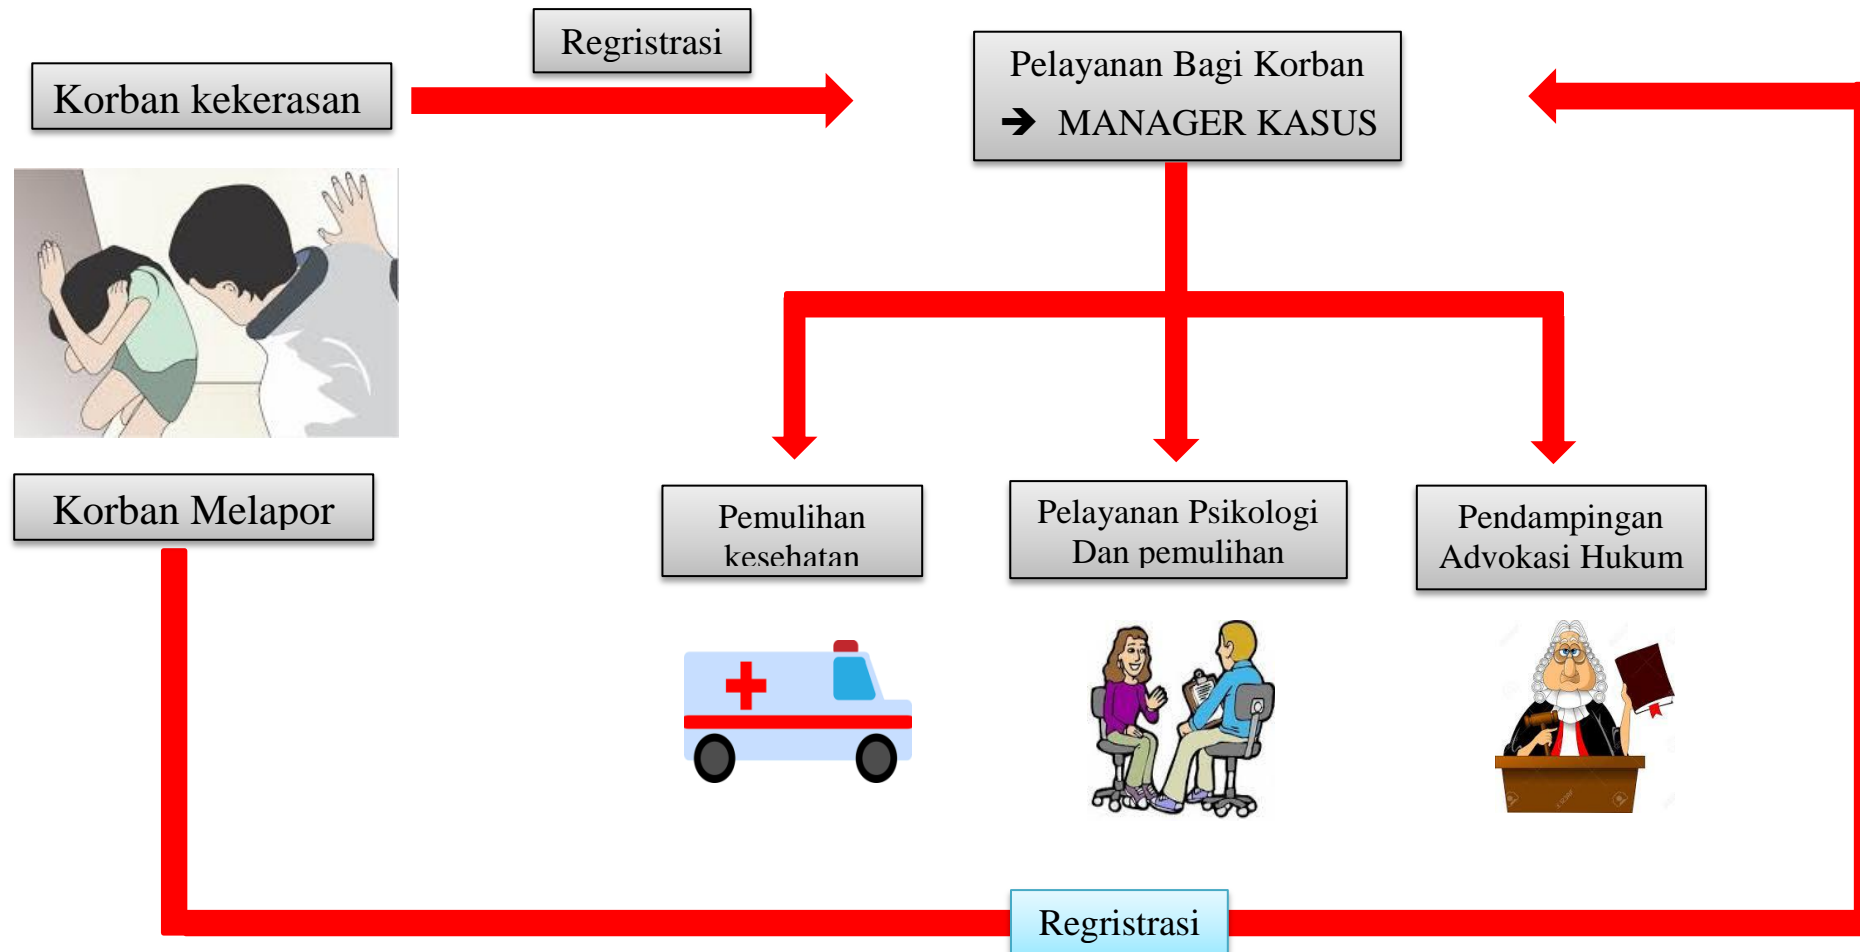 Regristrasi
Korban kekerasan
Pelayanan Bagi Korban
➔ MANAGER KASUS
Korban Melapor
Pemulihan
kesehatan
Pelayanan Psikologi
Dan pemulihan
Pendampingan
Advokasi Hukum
Regristrasi